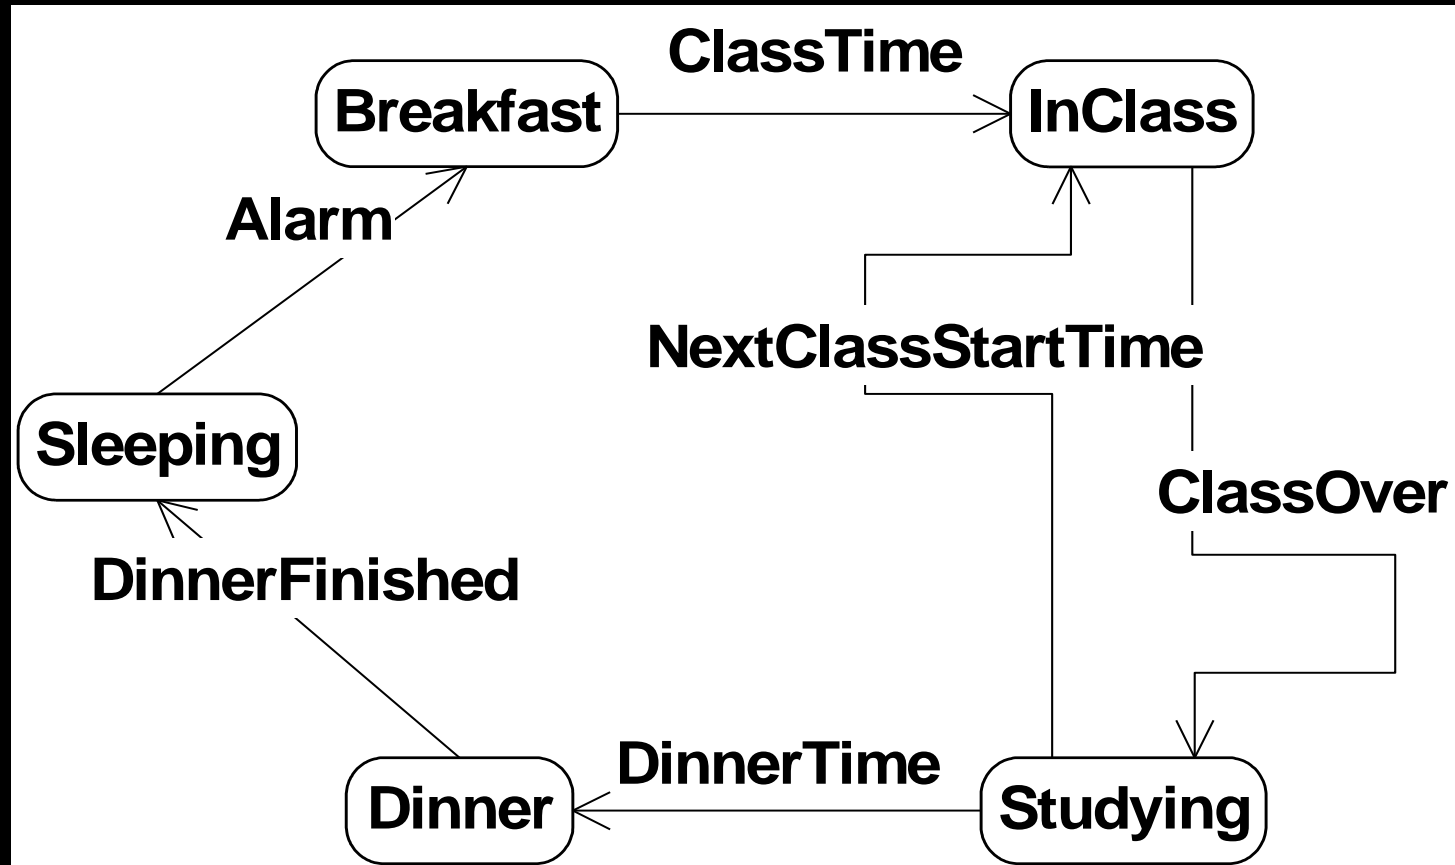 ClassTime
Breakfast
InClass
Alarm
NextClassStartTime
Sleeping
ClassOver
DinnerFinished
DinnerTime
Dinner
Studying